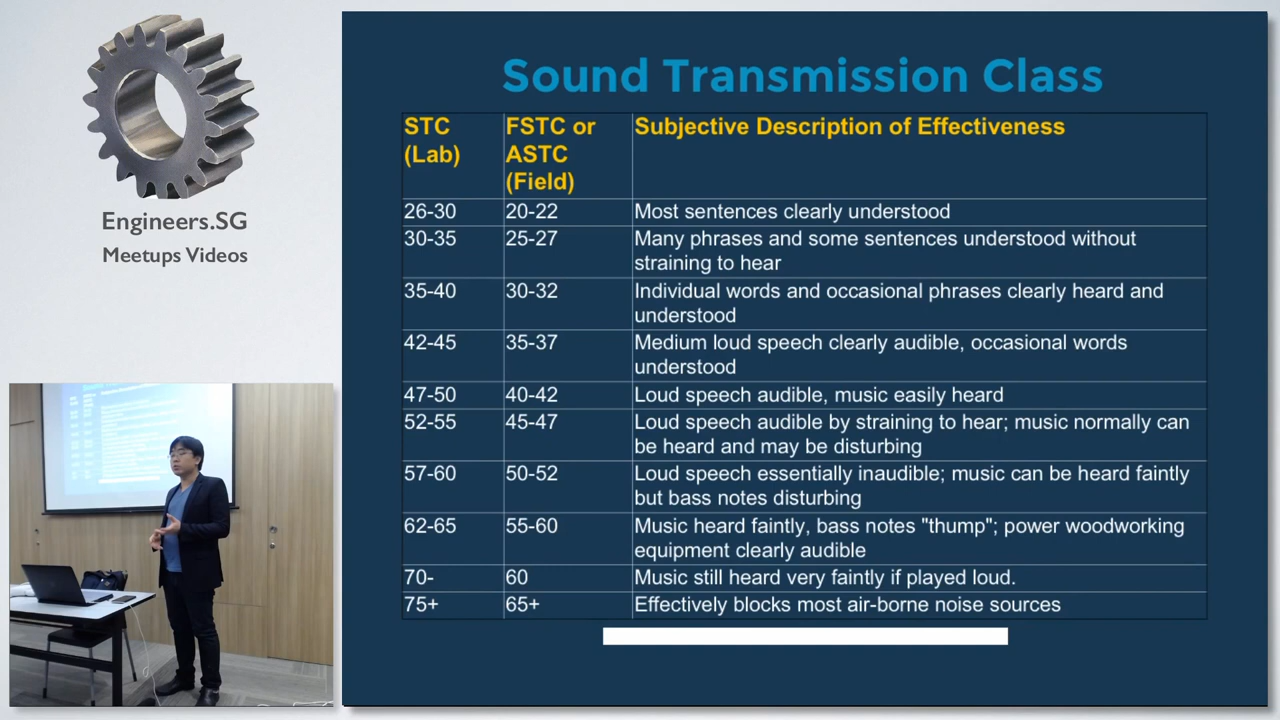 Engineers.SG
Meetups Videos
Sound Transmission Class
STC
(Lab)
FSTC or
ASTC
(Field)
Subjective Description of Effectiveness
26-30
20-22
Most sentences clearly understood
30-35
25-27
Many phrases and some sentences understood without
straining to hear
35-40
30-32
Individual words and occasional phrases clearly heard and
understood
42-45
35-37
Medium loud speech clearly audible, occasional words
understood
47-50
40-42
Loud speech audible, music easily heard
52-55
45-47
Loud speech audible by straining to hear; music normally can
be heard and may be disturbing
57-60
50-52
Loud speech essentially inaudible; music can be heard faintly
but bass notes disturbing
62-65
55-60
Music heard faintly, bass notes "thump"; power woodworking
equipment clearly audible
70-
60
Music still heard very faintly if played loud.
75+
65+
Effectively blocks most air-borne noise sources